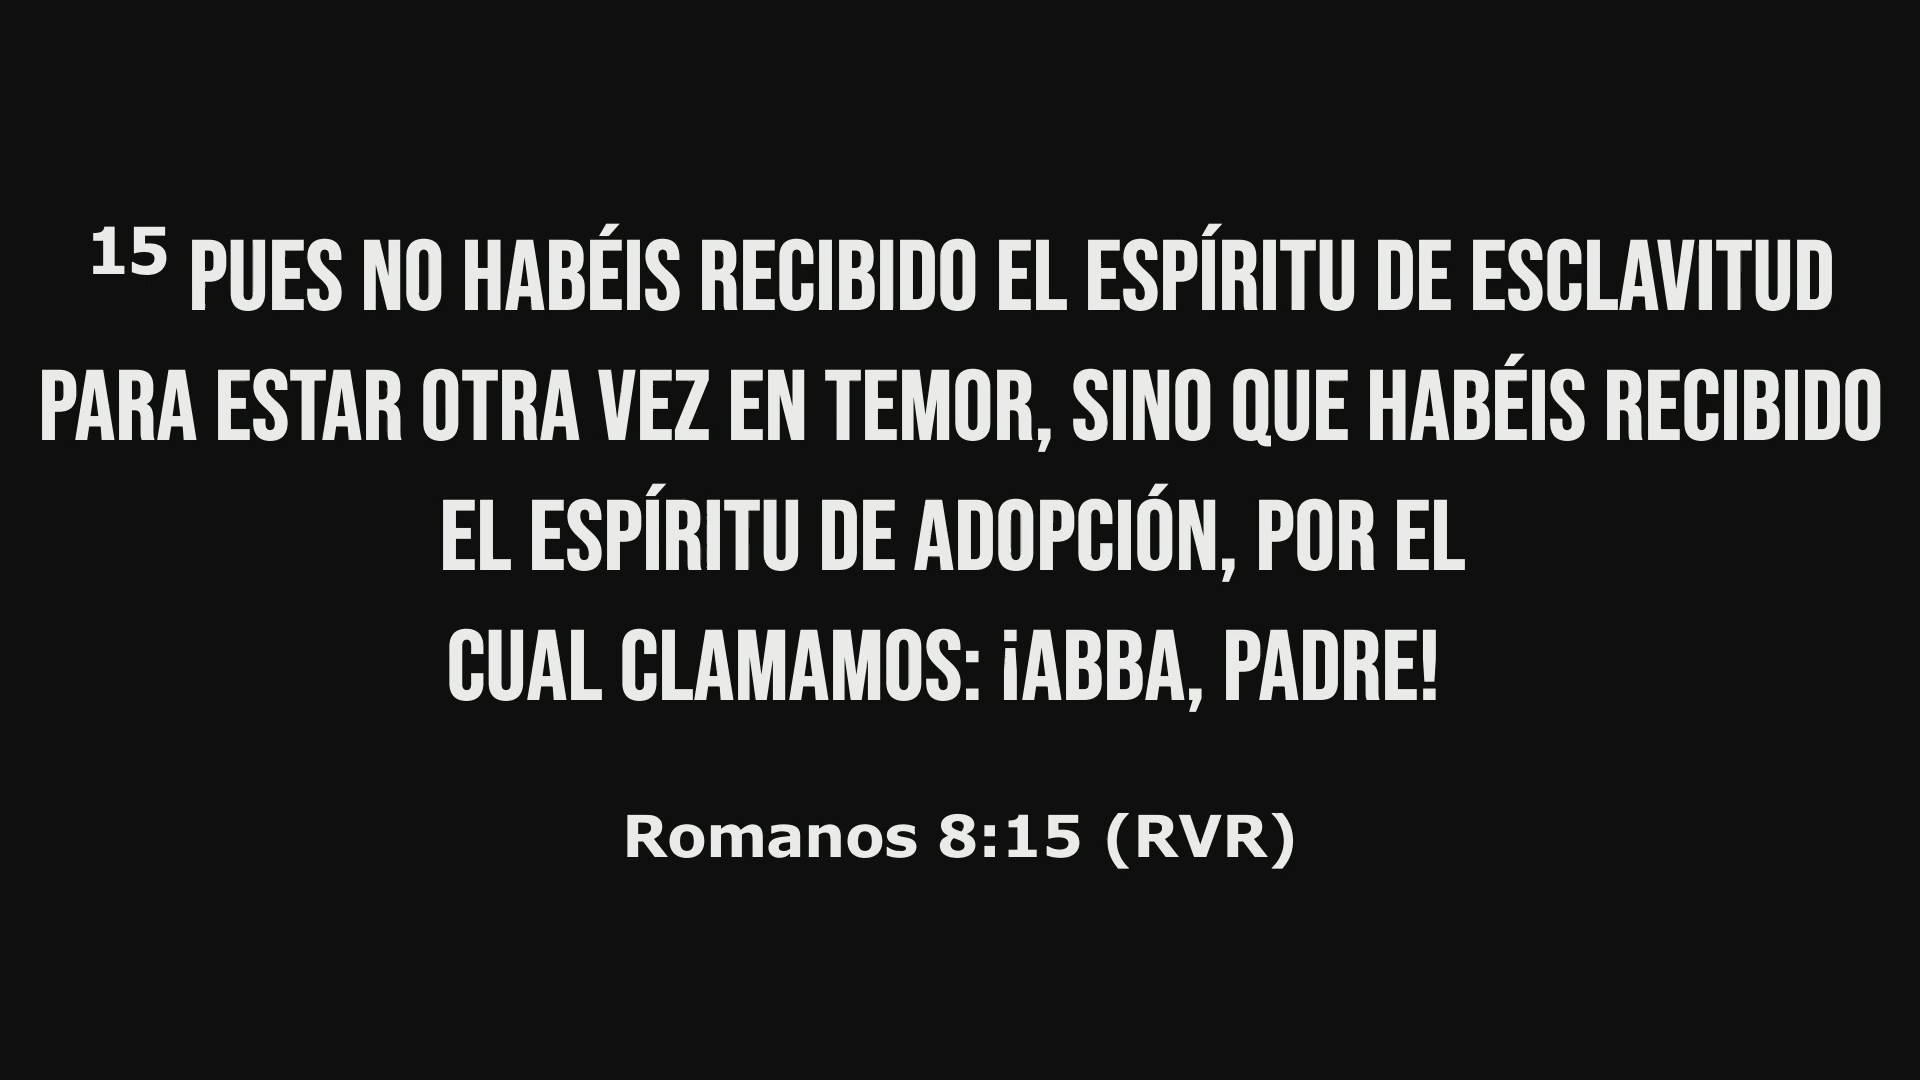 15 PUES NO HABÉIS RECIBIDO EL ESPÍRITU DE ESCLAVITUD
PARA ESTAR OTRA VEZ EN TEMOR, SINO QUE HABÉIS RECIBIDO
EL ESPÍRITU DE ADOPCIÓN, POR EL
CUAL CLAMAMOS: ¡ABBA, PADRE!
Romanos 8:15 (RVR)